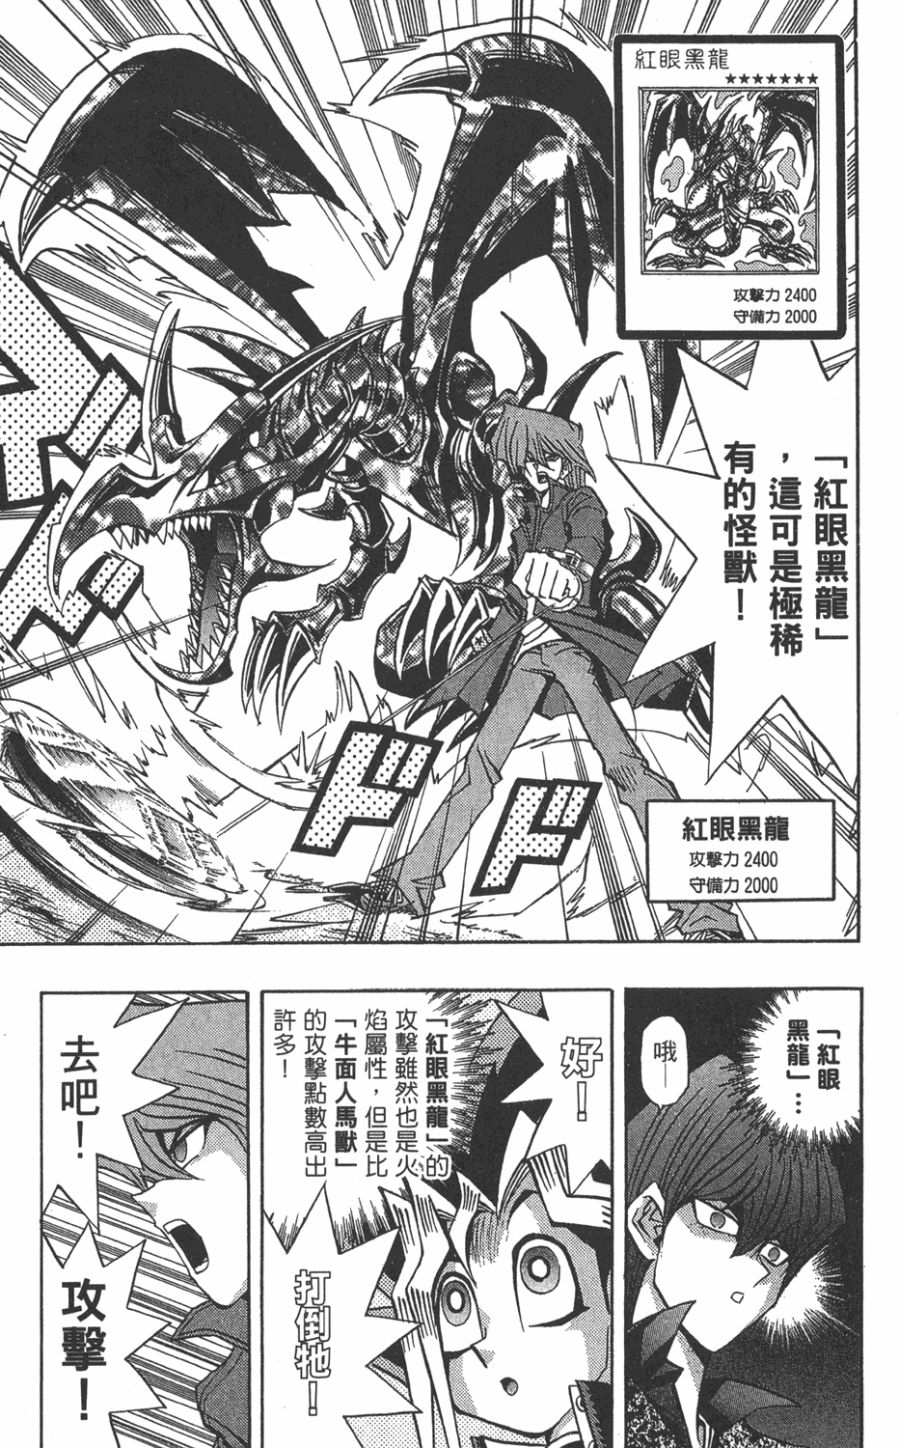 紅眼黑龍
★★★★★★★
攻擊力 2400
守備力 2000
「紅眼黑龍」
，這可是極稀
有的怪獸！
ドドド
紅眼黑龍
攻擊力 2400
守備力 2000
「紅眼
黑龍」…
哦—
好！
「紅眼黑龍」的
攻擊雖然也是火
焰屬性，但是比
「牛面人馬獸」
的攻擊點數高出
許多！
打倒牠！
去吧！
攻擊！